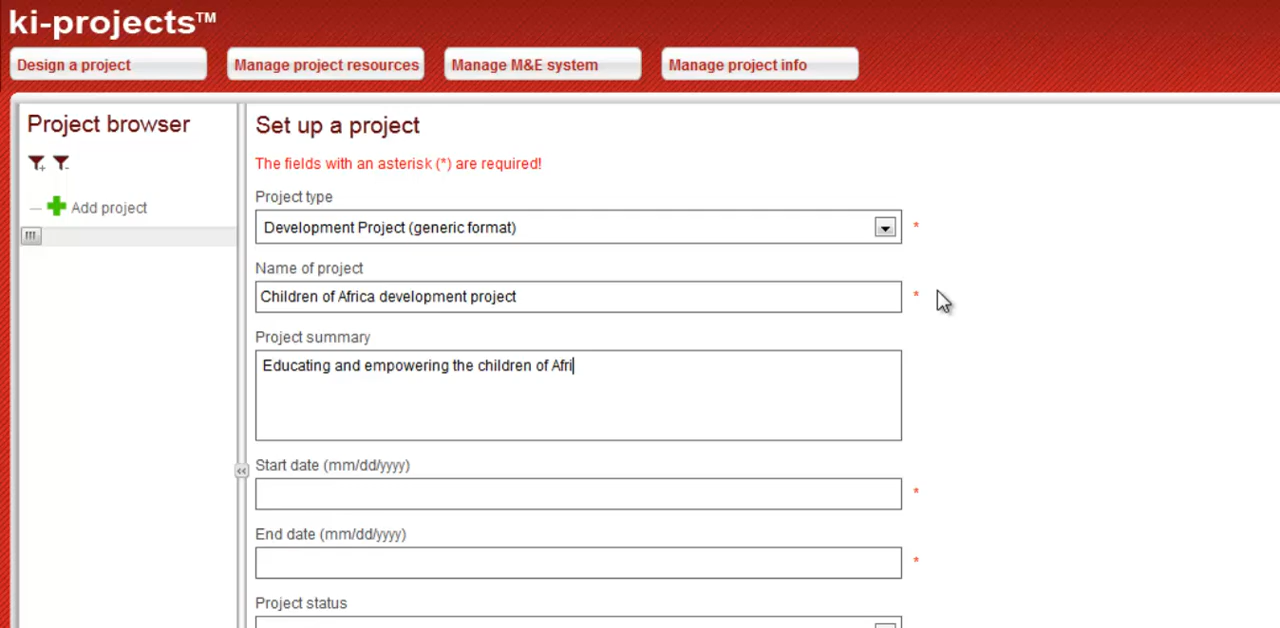 ki-projects™
Design a project
Manage project resources
Manage M&E system
Manage project info
Project browser
Add project
Set up a project
The fields with an asterisk (*) are required!
Project type
Development Project (generic format)
*
Name of project
Children of Africa development project
*
Project summary
Educating and empowering the children of Afri
Start date (mm/dd/yyyy)
*
End date (mm/dd/yyyy)
*
Project status